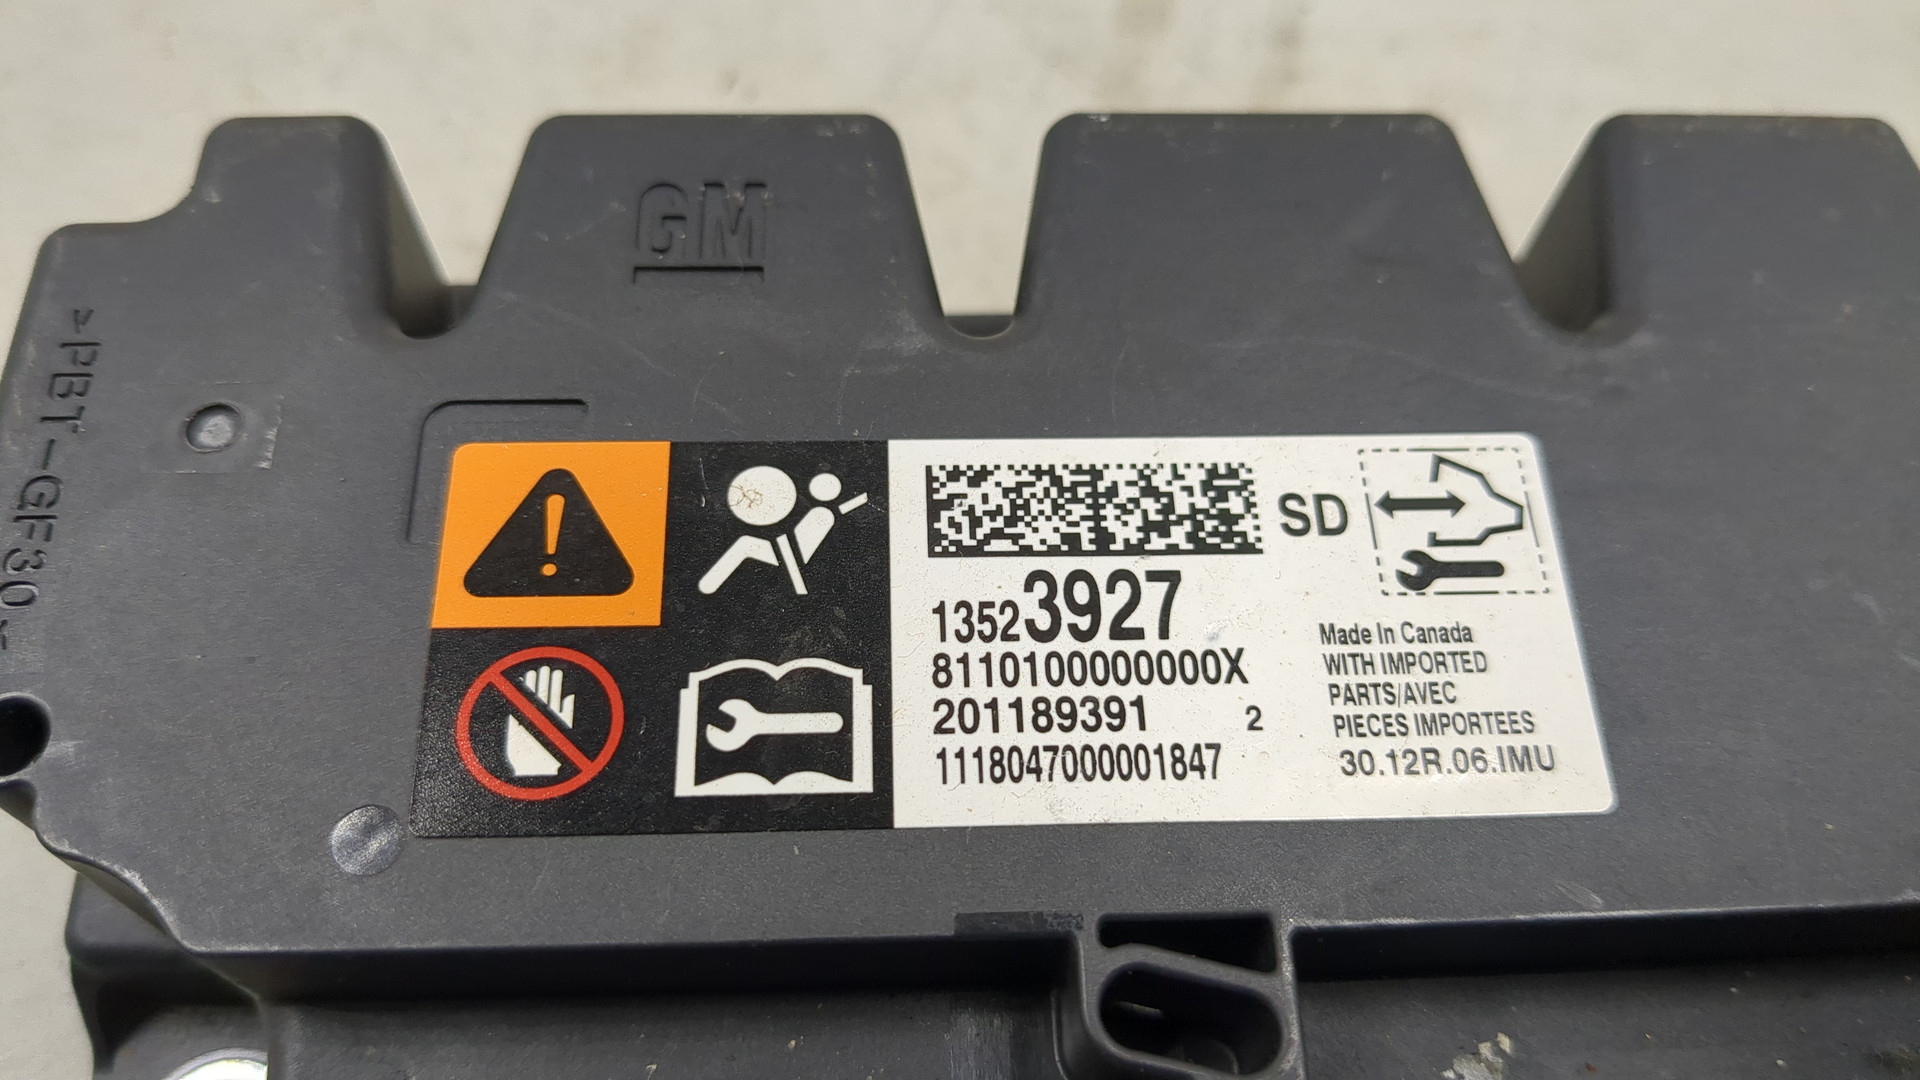 GM
>PBT-GF30<
SD
13523927
8110100000000X
201189391 2
1118047000001847
Made In Canada
WITH IMPORTED
PARTS/AVEC
PIECES IMPORTEES
30.12R.06.IMU